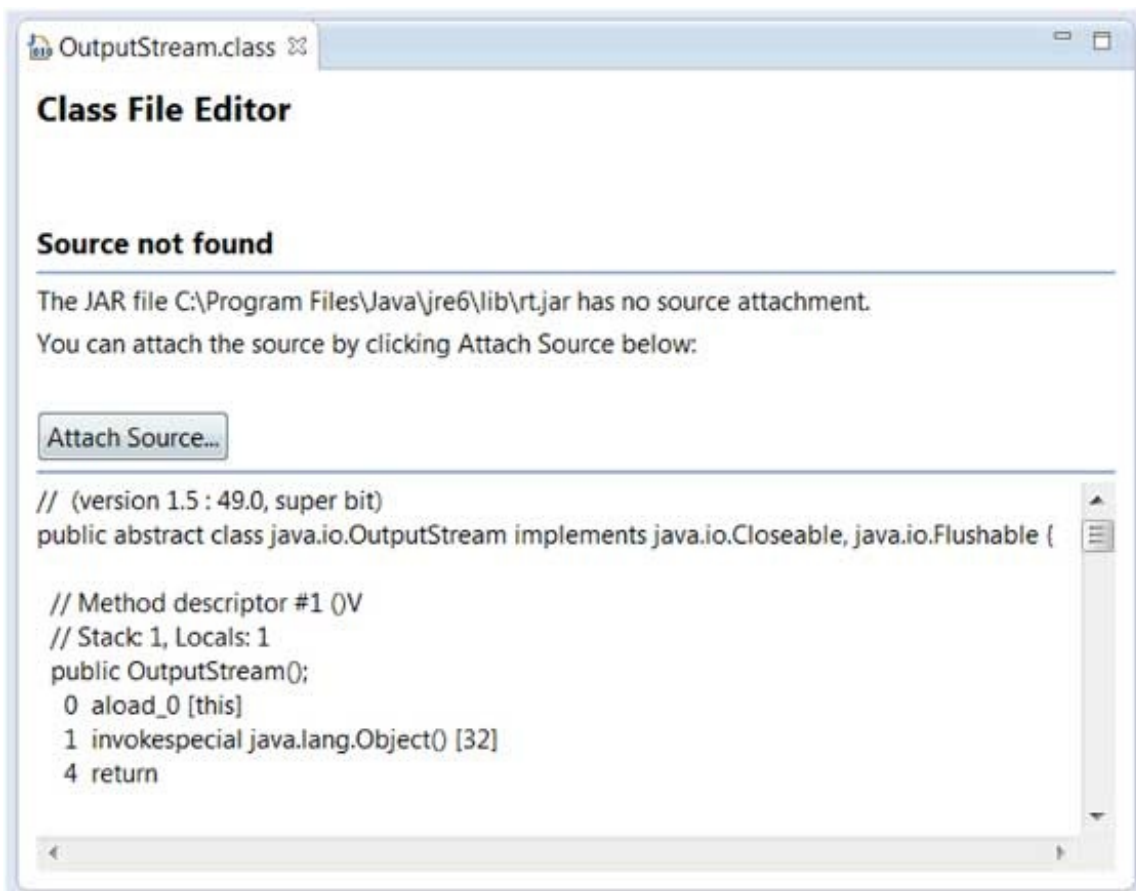 OutputStream.class
Class File Editor
Source not found
The JAR file C:\Program Files\Java\jre6\lib\rt.jar has no source attachment.
You can attach the source by clicking Attach Source below:
Attach Source...
// (version 1.5 : 49.0, super bit)
public abstract class java.io.OutputStream implements java.io.Closeable, java.io.Flushable {
// Method descriptor #1 ()V
// Stack: 1, Locals: 1
public OutputStream();
0 aload_0 [this]
1 invokespecial java.lang.Object() [32]
4 return